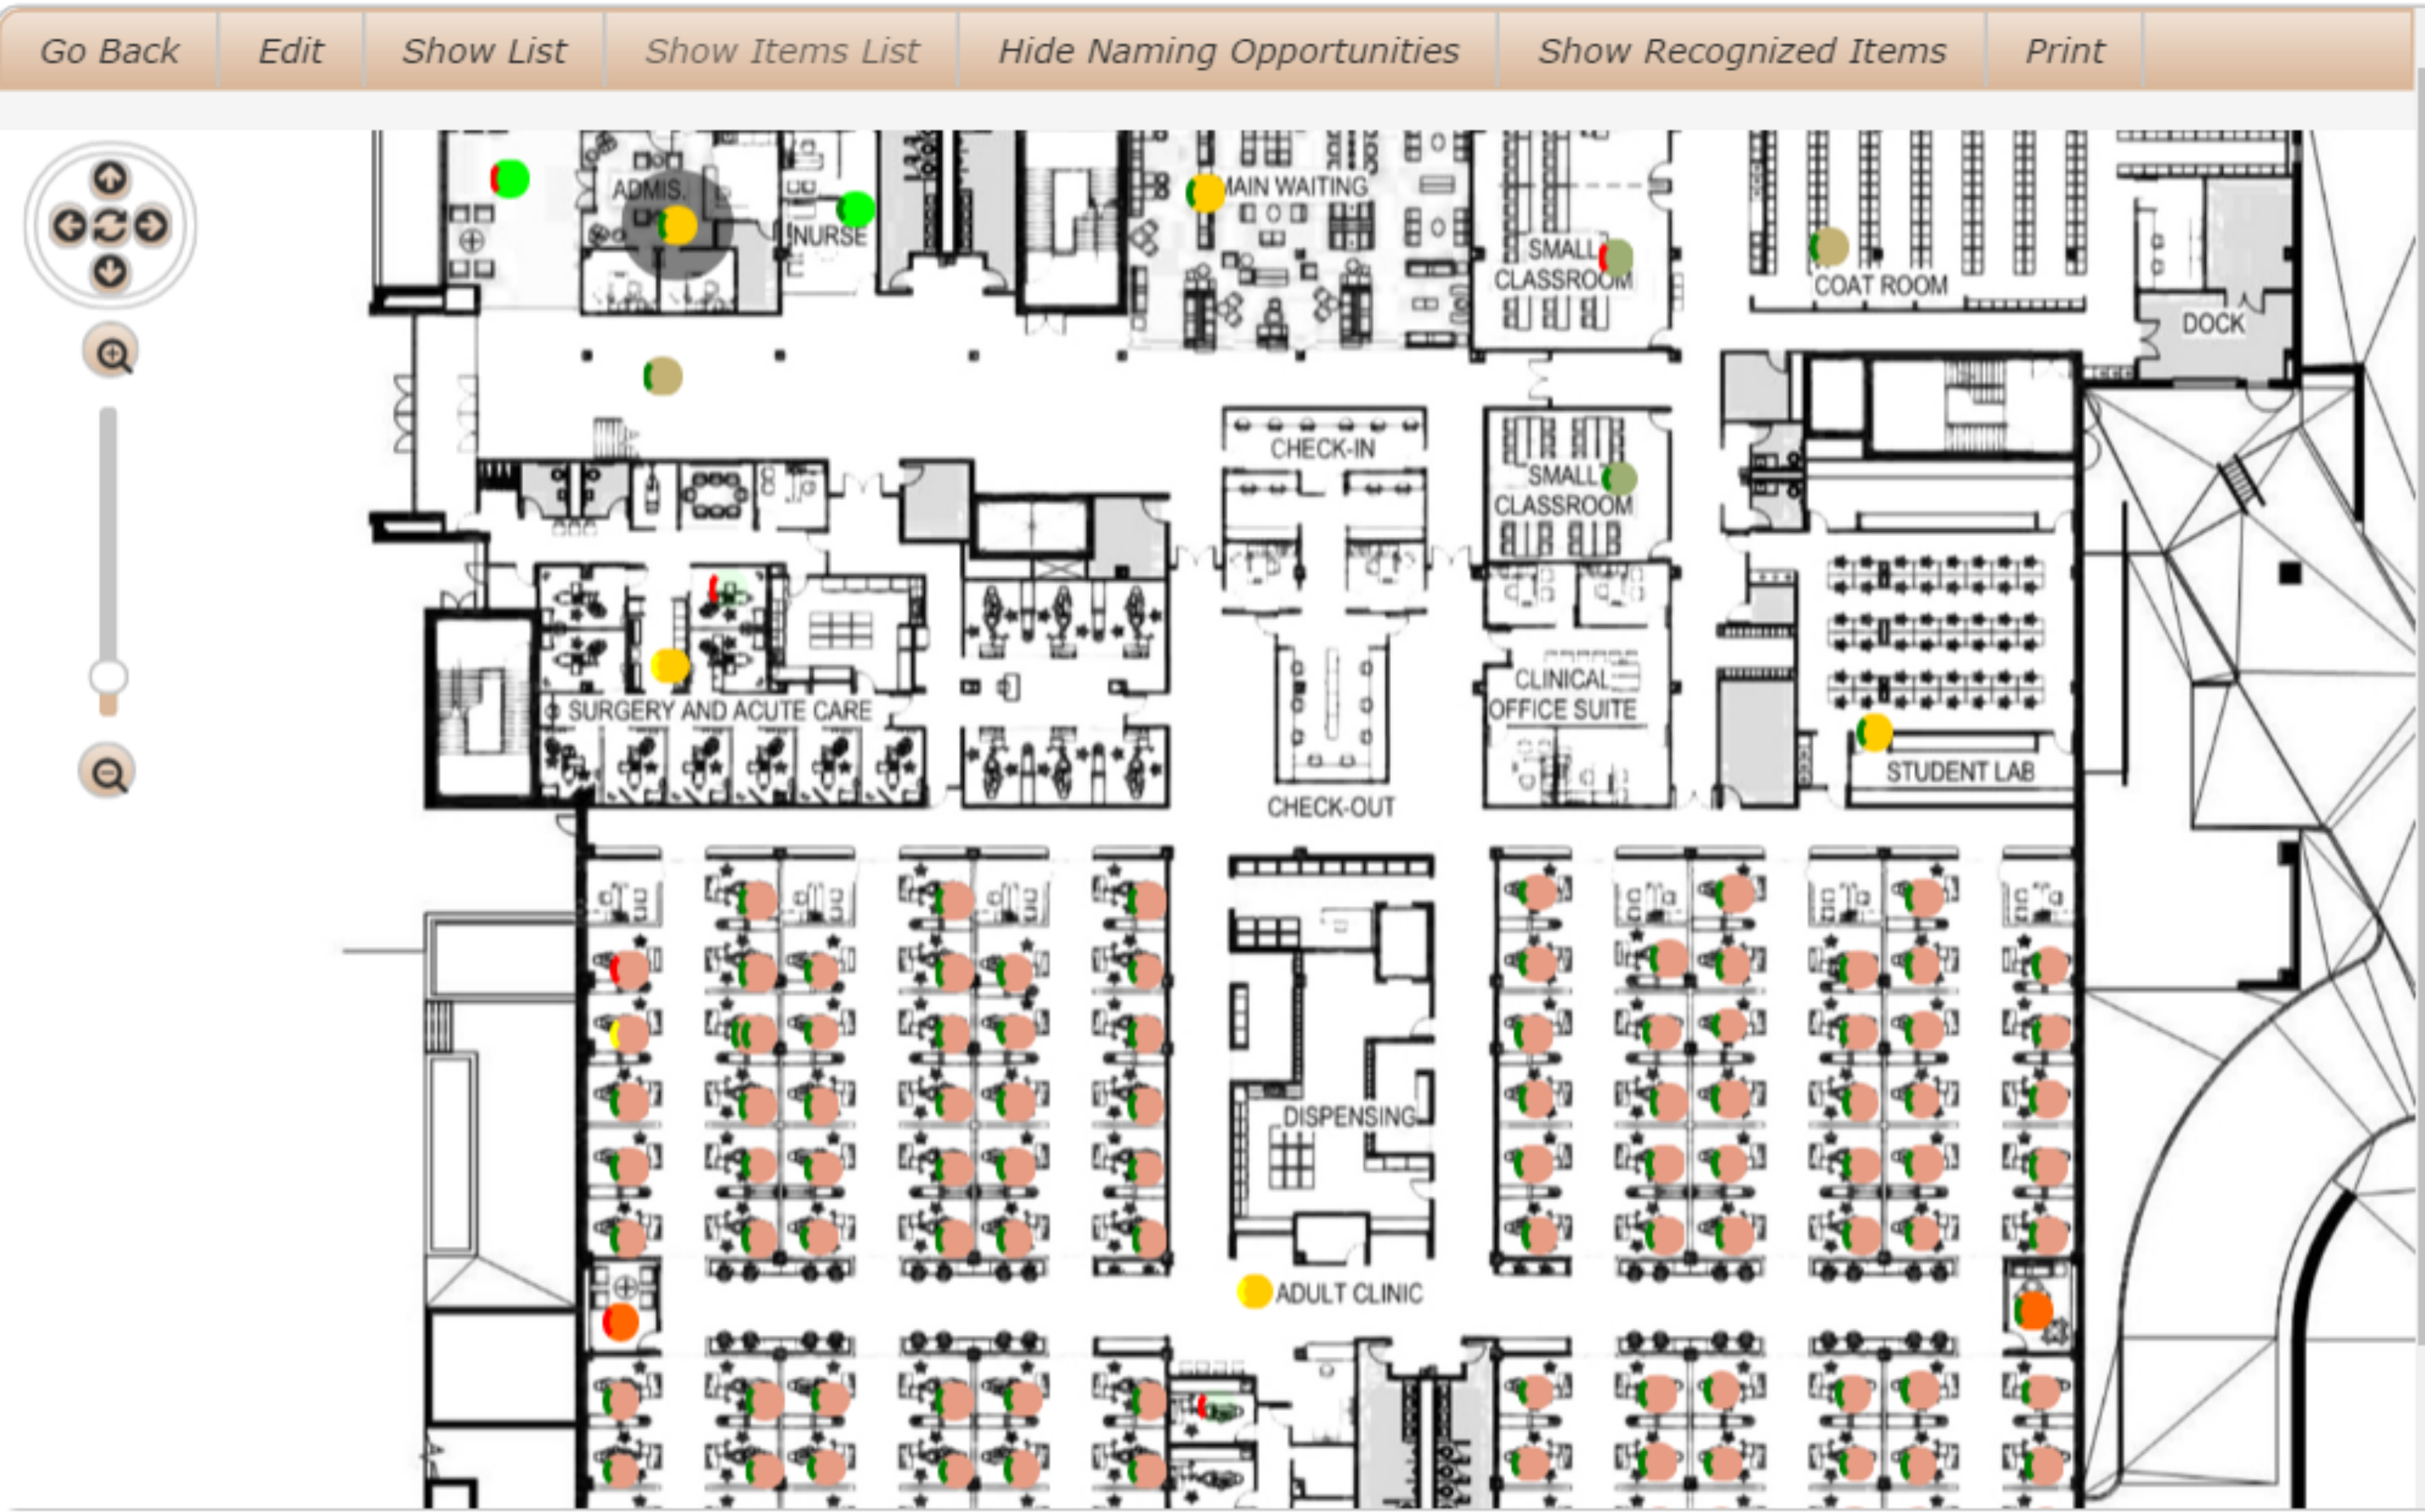 Go Back
Edit
Show List
Show Items List
Hide Naming Opportunities
Show Recognized Items
Print
ADMIS.
NURSE
MAIN WAITING
SMALL
CLASSROOM
COAT ROOM
DOCK
CHECK-IN
SMALL
CLASSROOM
SURGERY AND ACUTE CARE
CLINICAL
OFFICE SUITE
STUDENT LAB
CHECK-OUT
DISPENSING
ADULT CLINIC